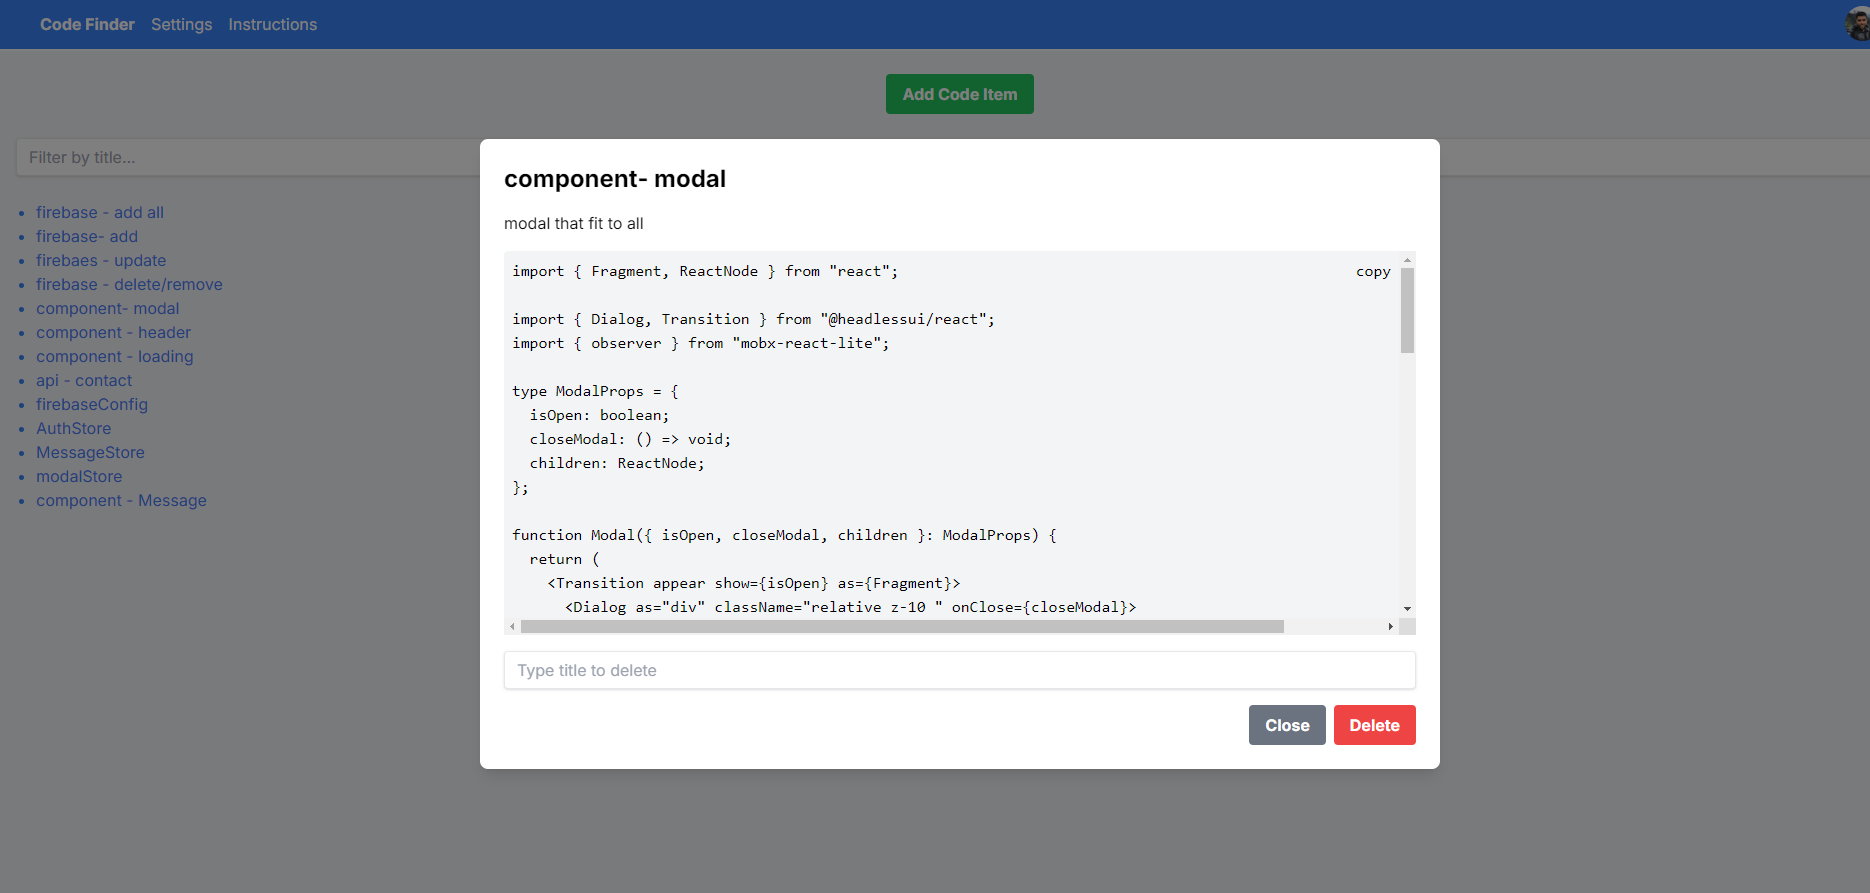 Code Finder Settings Instructions
Add Code Item
Filter by title...
firebase - add all
firebase- add
firebaes - update
firebase - delete/remove
component- modal
component - header
component - loading
api - contact
firebaseConfig
AuthStore
MessageStore
modalStore
component - Message
component- modal
modal that fit to all
import { Fragment, ReactNode } from "react";
copy
import { Dialog, Transition } from "@headlessui/react";
import { observer } from "mobx-react-lite";
type ModalProps = {
isOpen: boolean;
closeModal: () => void;
children: ReactNode;
};
function Modal({ isOpen, closeModal, children }: ModalProps) {
return (
<Transition appear show={isOpen} as={Fragment}>
<Dialog as="div" className="relative z-10 " onClose={closeModal}>
Type title to delete
Close Delete